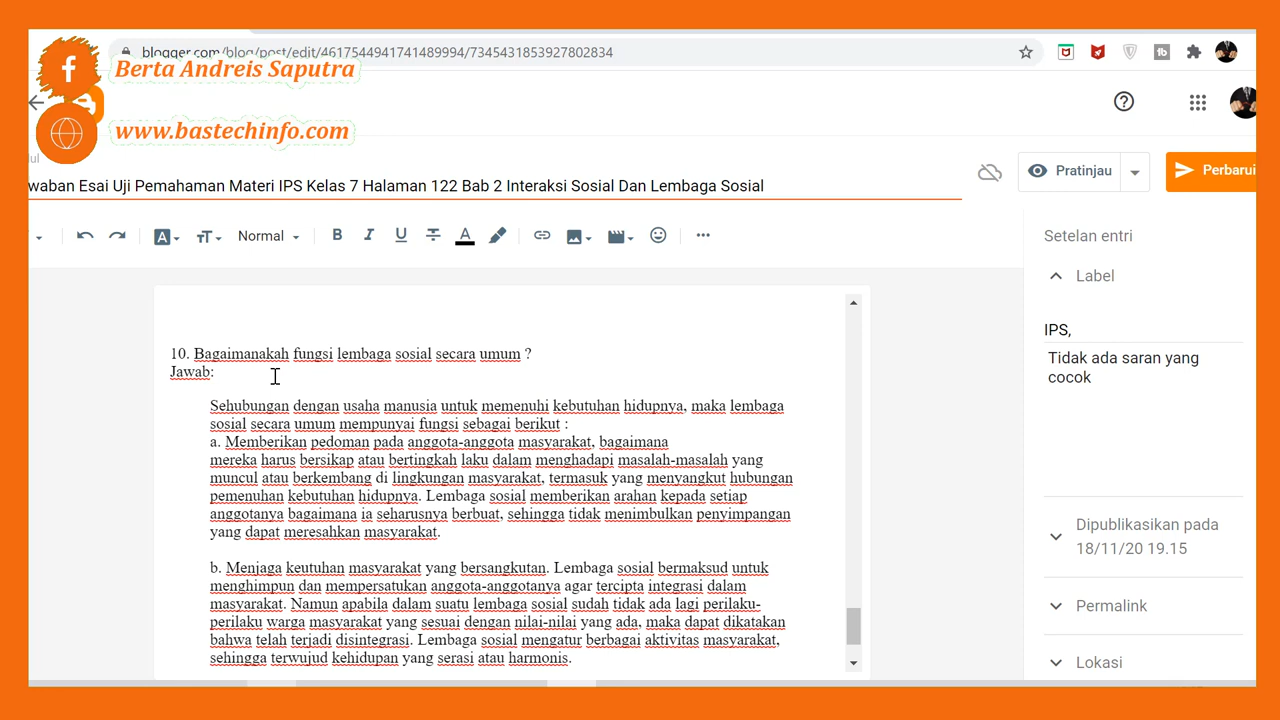 blogger.com/blog/post/edit/4617544941741489994/7345431853927802834
Berta Andreis Saputra
www.bastechinfo.com
waban Esai Uji Pemahaman Materi IPS Kelas 7 Halaman 122 Bab 2 Interaksi Sosial Dan Lembaga Sosial
Pratinjau
Perbarui
Normal
Setelan entri
Label
IPS,
Tidak ada saran yang
cocok
Dipublikasikan pada
18/11/20 19.15
Permalink
Lokasi
10. Bagaimanakah fungsi lembaga sosial secara umum ?
Jawab:
Sehubungan dengan usaha manusia untuk memenuhi kebutuhan hidupnya, maka lembaga
sosial secara umum mempunyai fungsi sebagai berikut :
a. Memberikan pedoman pada anggota-anggota masyarakat, bagaimana
mereka harus bersikap atau bertingkah laku dalam menghadapi masalah-masalah yang
muncul atau berkembang di lingkungan masyarakat, termasuk yang menyangkut hubungan
pemenuhan kebutuhan hidupnya. Lembaga sosial memberikan arahan kepada setiap
anggotanya bagaimana ia seharusnya berbuat, sehingga tidak menimbulkan penyimpangan
yang dapat meresahkan masyarakat.
b. Menjaga keutuhan masyarakat yang bersangkutan. Lembaga sosial bermaksud untuk
menghimpun dan mempersatukan anggota-anggotanya agar tercipta integrasi dalam
masyarakat. Namun apabila dalam suatu lembaga sosial sudah tidak ada lagi perilaku-
perilaku warga masyarakat yang sesuai dengan nilai-nilai yang ada, maka dapat dikatakan
bahwa telah terjadi disintegrasi. Lembaga sosial mengatur berbagai aktivitas masyarakat,
sehingga terwujud kehidupan yang serasi atau harmonis.